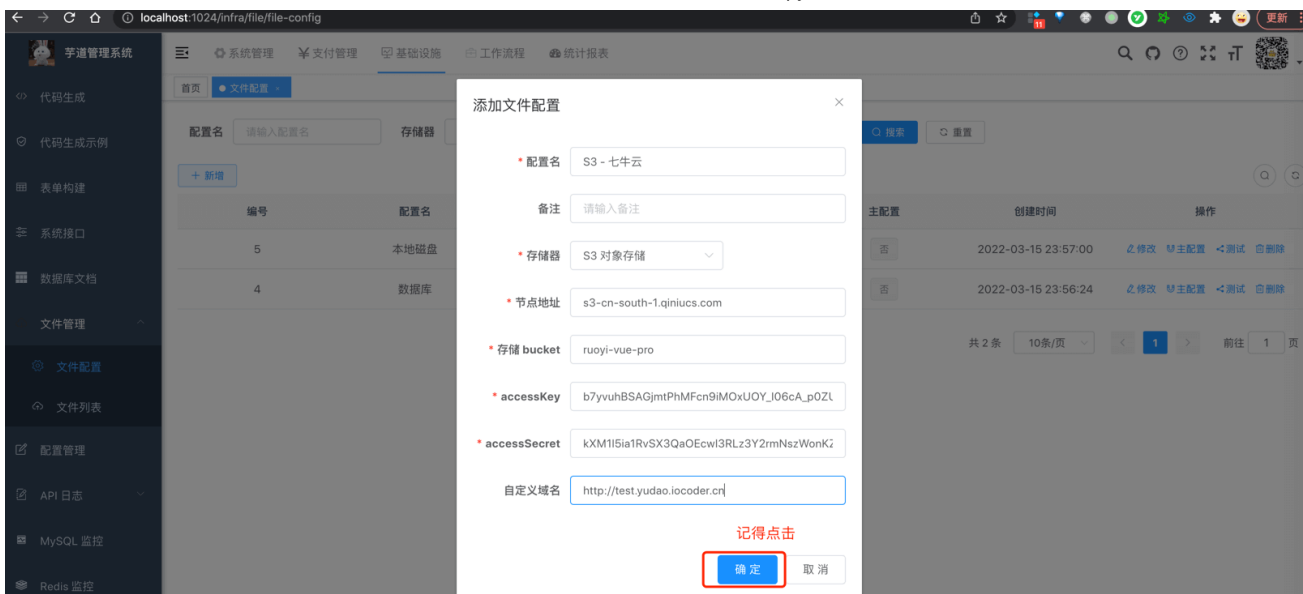 localhost:1024/infra/file/file-config
更新
11
芋道管理系统
系统管理 支付管理 基础设施 工作流程 统计报表
首页 文件配置
代码生成
代码生成示例
表单构建
系统接口
数据库文档
文件管理
文件配置
文件列表
配置管理
API 日志
MySQL 监控
Redis 监控
配置名 请输入配置名 存储器 搜索 重置
新增
编号 配置名 主配置 创建时间 操作
5 本地磁盘 否 2022-03-15 23:57:00 修改 主配置 测试 删除
4 数据库 否 2022-03-15 23:56:24 修改 主配置 测试 删除
共 2 条 10条/页 1 前往 1 页
添加文件配置
* 配置名 S3 - 七牛云
备注 请输入备注
* 存储器 S3 对象存储
* 节点地址 s3-cn-south-1.qiniucs.com
* 存储 bucket ruoyi-vue-pro
* accessKey
* accessSecret
自定义域名 http://test.yudao.iocoder.cn
记得点击
确 定 取 消